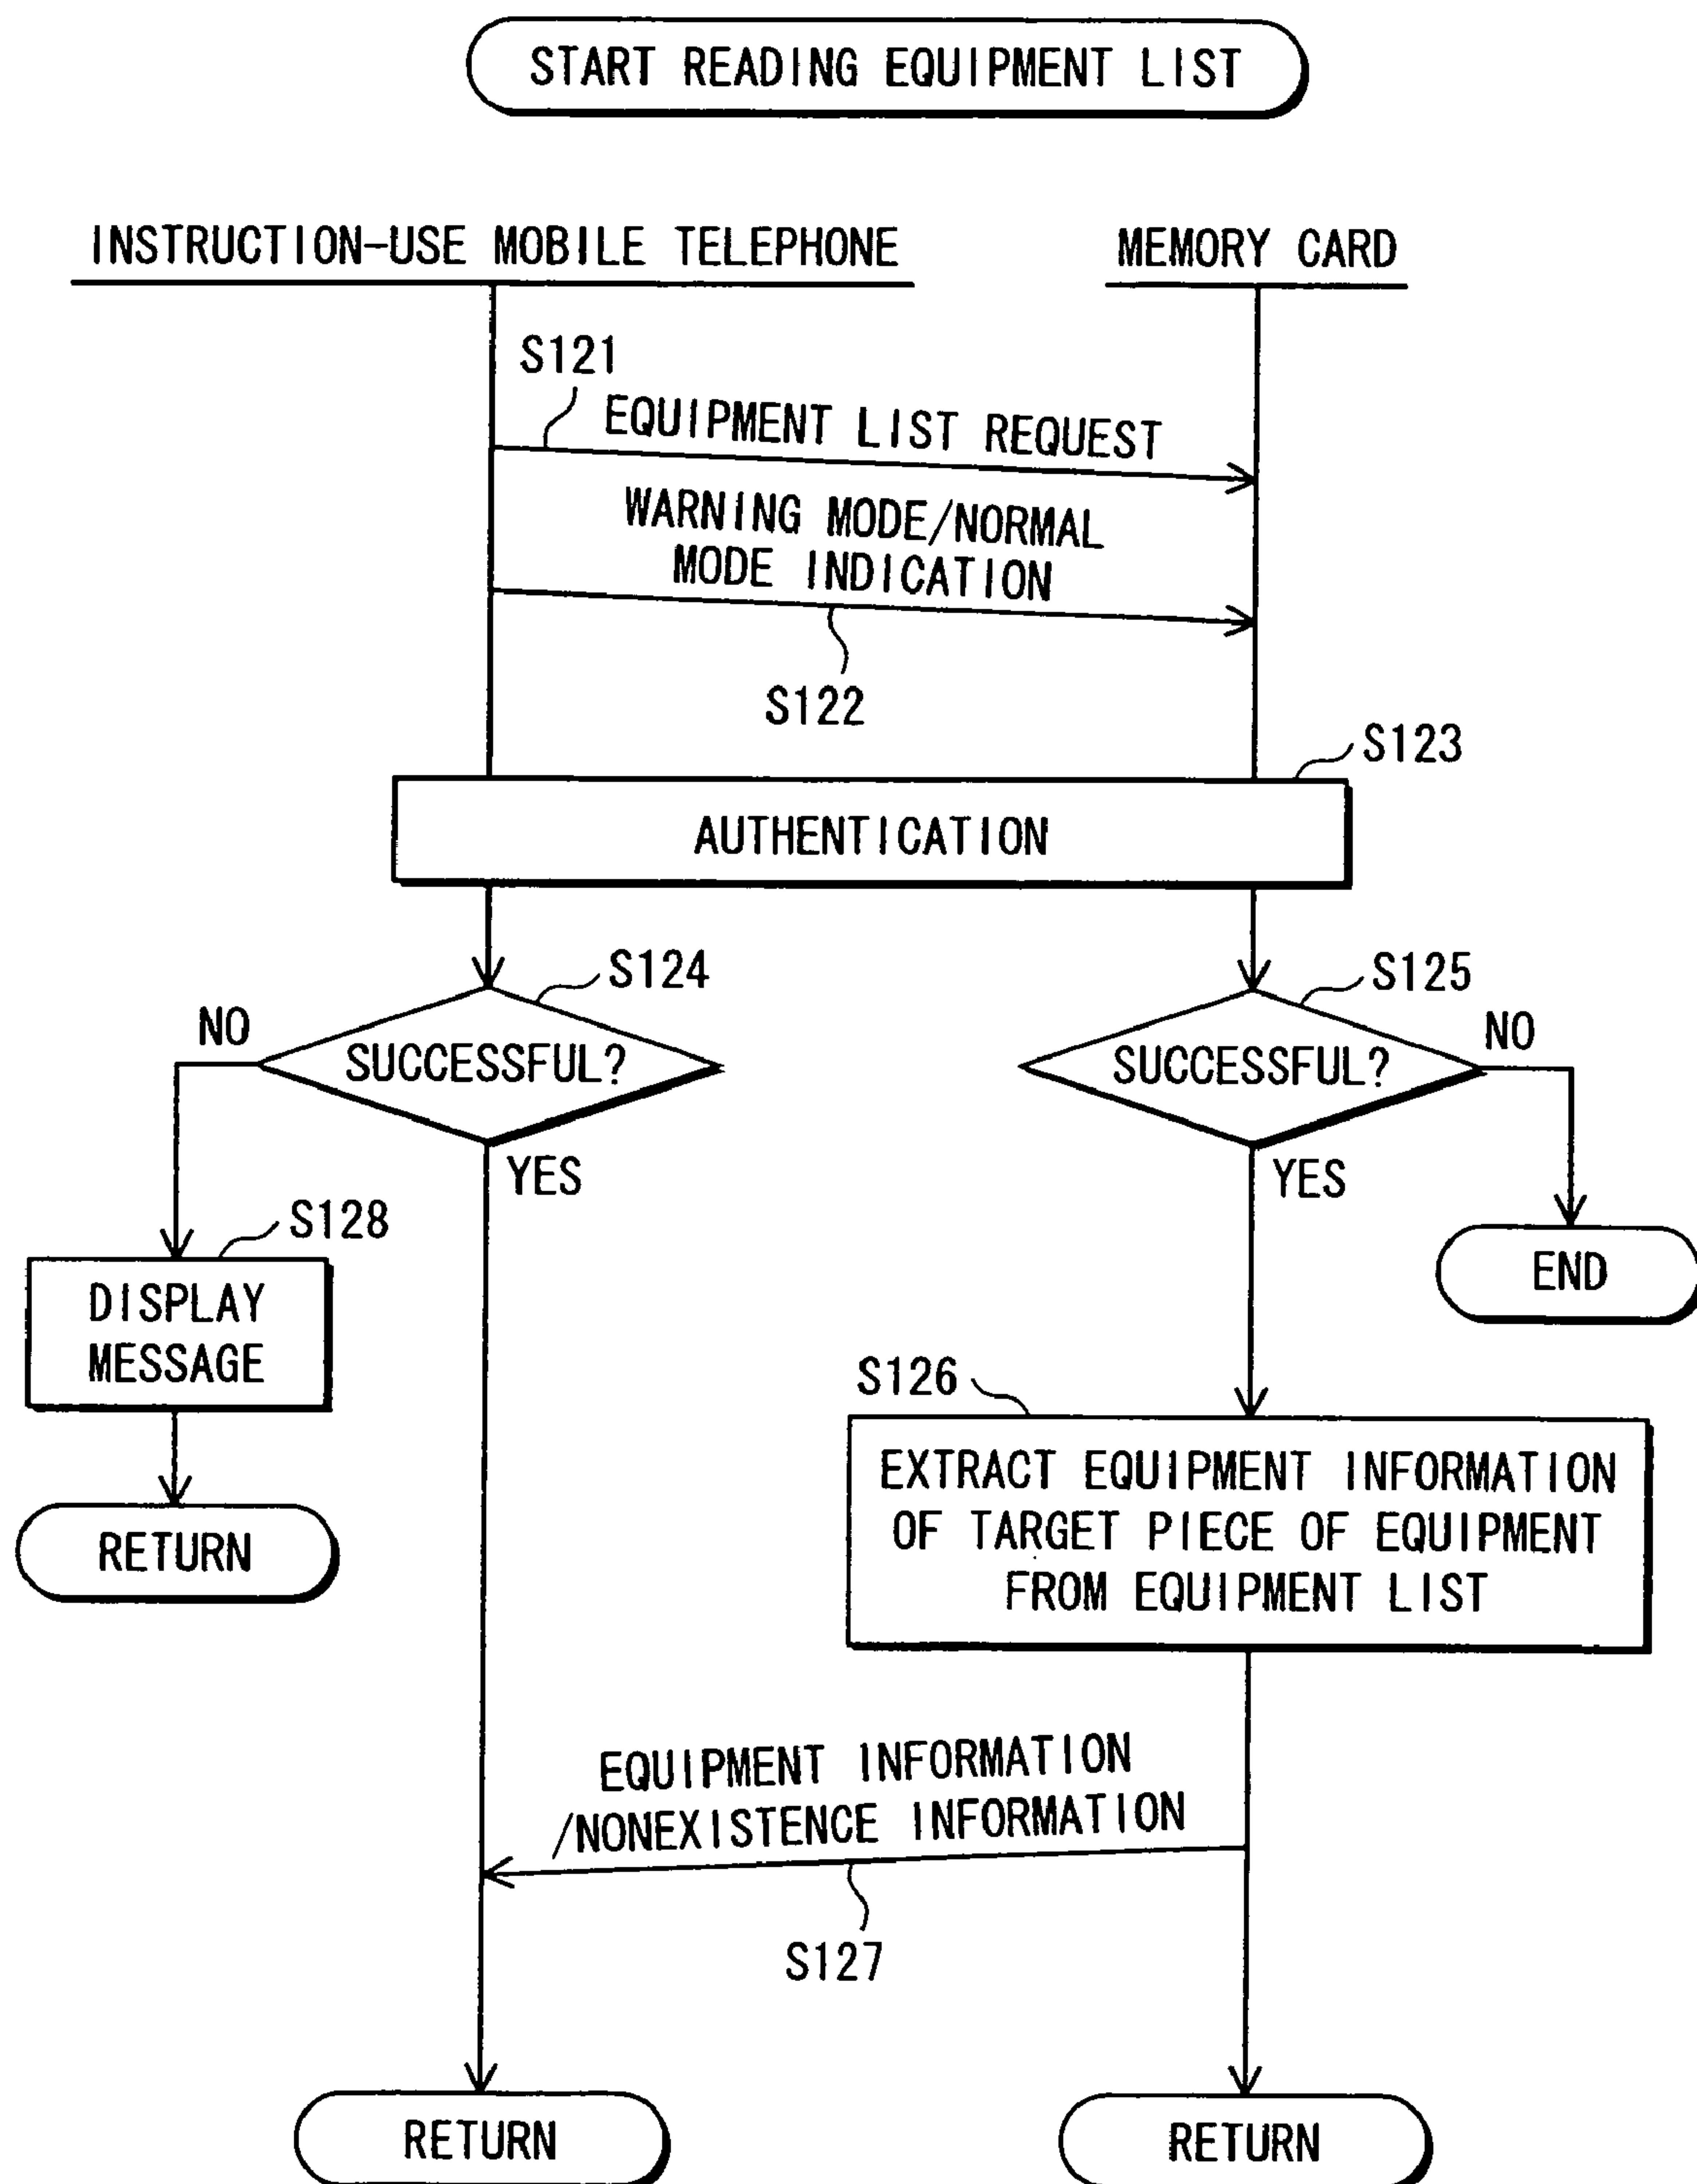 START READING EQUIPMENT LIST
INSTRUCTION-USE MOBILE TELEPHONE
MEMORY CARD
S121
EQUIPMENT LIST REQUEST
WARNING MODE/NORMAL
MODE INDICATION
S122
S123
AUTHENTICATION
S124
S125
NO
SUCCESSFUL?
SUCCESSFUL?
NO
YES
YES
S128
DISPLAY
MESSAGE
END
S126
RETURN
EXTRACT EQUIPMENT INFORMATION
OF TARGET PIECE OF EQUIPMENT
FROM EQUIPMENT LIST
EQUIPMENT INFORMATION
/NONEXISTENCE INFORMATION
S127
RETURN
RETURN